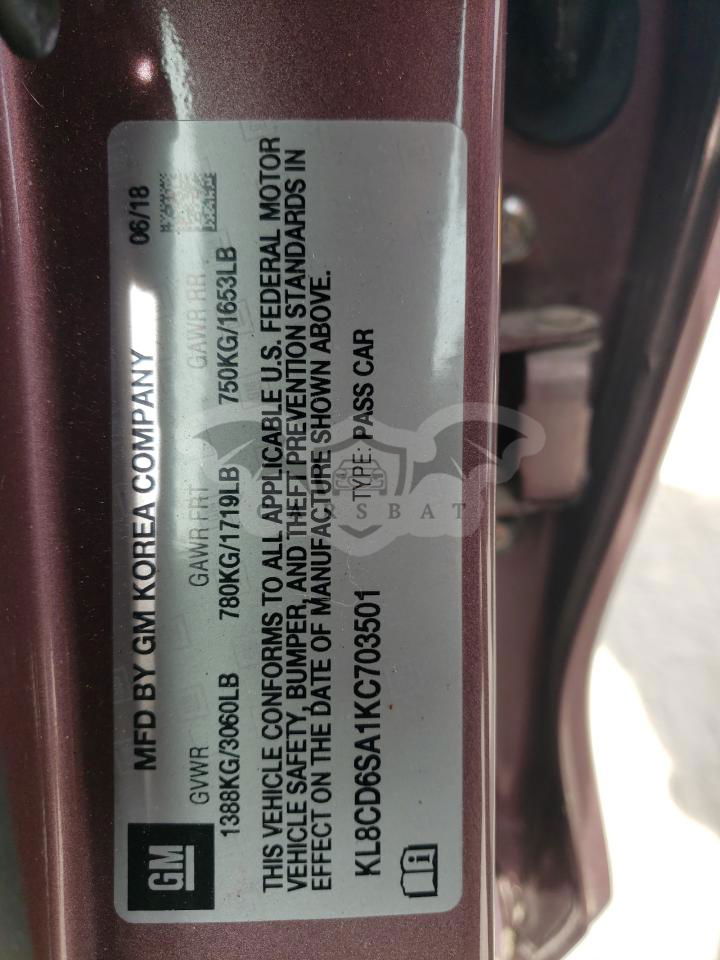 MFD BY GM KOREA COMPANY 06/18
GM
GVWR GAWR FRT GAWR RR
1388KG/3060LB 780KG/1719LB 750KG/1653LB
THIS VEHICLE CONFORMS TO ALL APPLICABLE U.S. FEDERAL MOTOR
VEHICLE SAFETY, BUMPER, AND THEFT PREVENTION STANDARDS IN
EFFECT ON THE DATE OF MANUFACTURE SHOWN ABOVE.
KL8CD6SA1KC703501 TYPE: PASS CAR